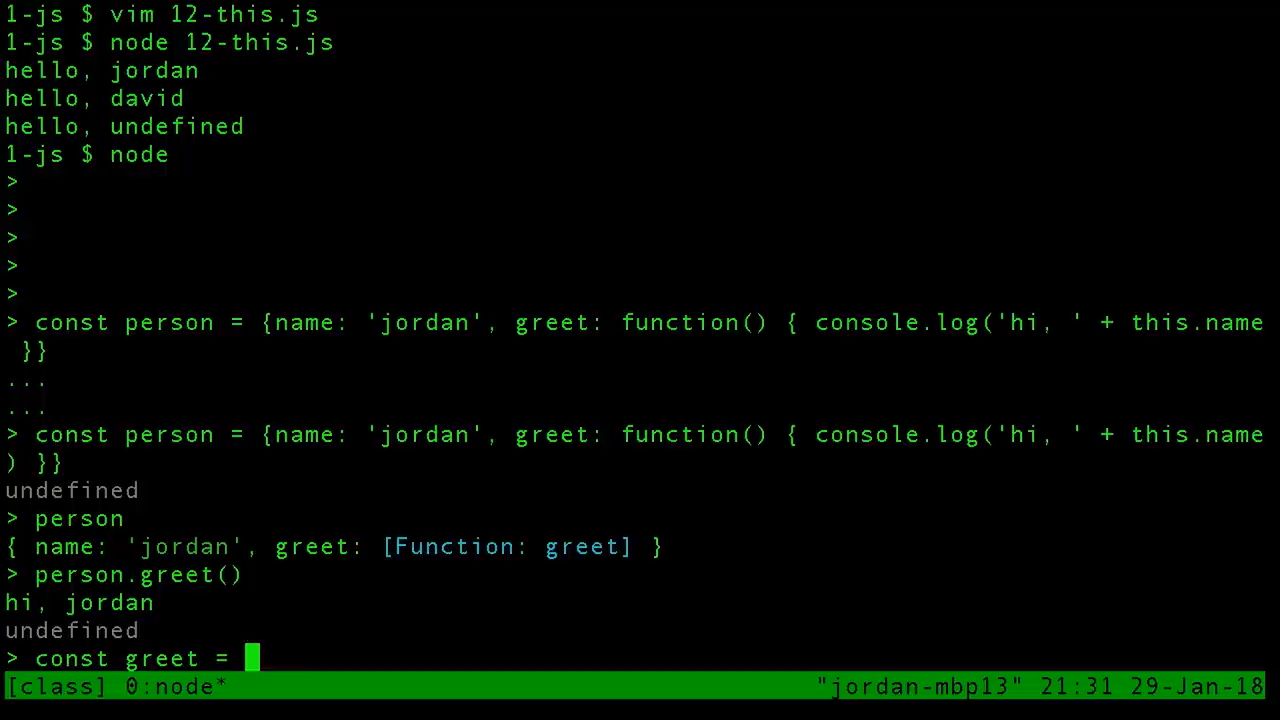 1-js $ vim 12-this.js
1-js $ node 12-this.js
hello, jordan
hello, david
hello, undefined
1-js $ node
>
>
>
>
>
> const person = {name: 'jordan', greet: function() { console.log('hi, ' + this.name
 }}
...
...
> const person = {name: 'jordan', greet: function() { console.log('hi, ' + this.name
) }}
undefined
> person
{ name: 'jordan', greet: [Function: greet] }
> person.greet()
hi, jordan
undefined
> const greet =
[class] 0:node* "jordan-mbp13" 21:31 29-Jan-18